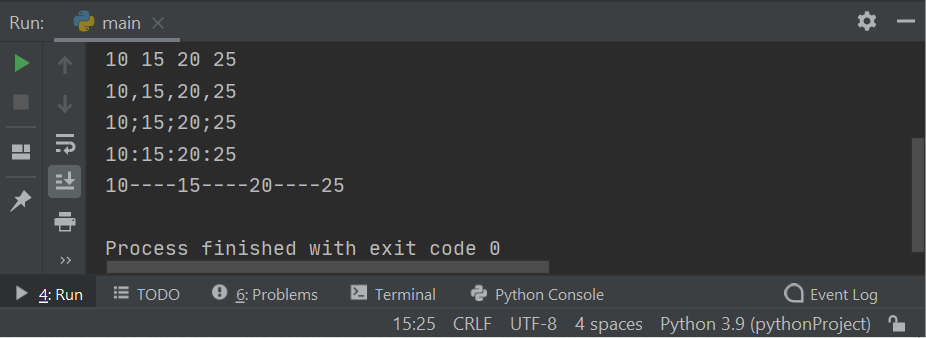 Run: main
10 15 20 25
10,15,20,25
10;15;20;25
10:15:20:25
10----15----20----25
Process finished with exit code 0
4: Run TODO 6: Problems Terminal Python Console Event Log
15:25 CRLF UTF-8 4 spaces Python 3.9 (pythonProject)